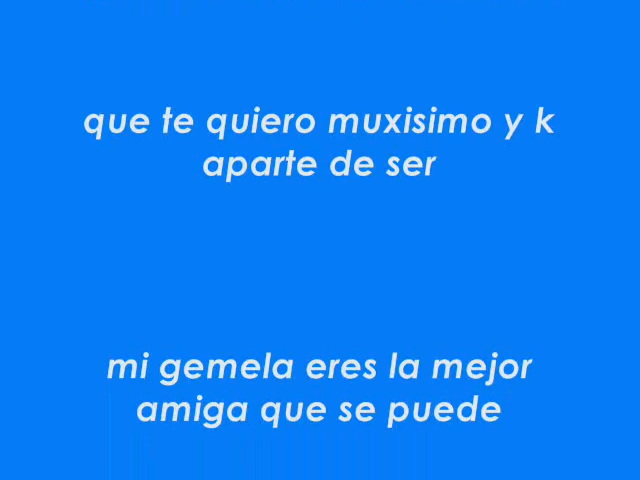 que te quiero muxisimo y k
aparte de ser
mi gemela eres la mejor
amiga que se puede